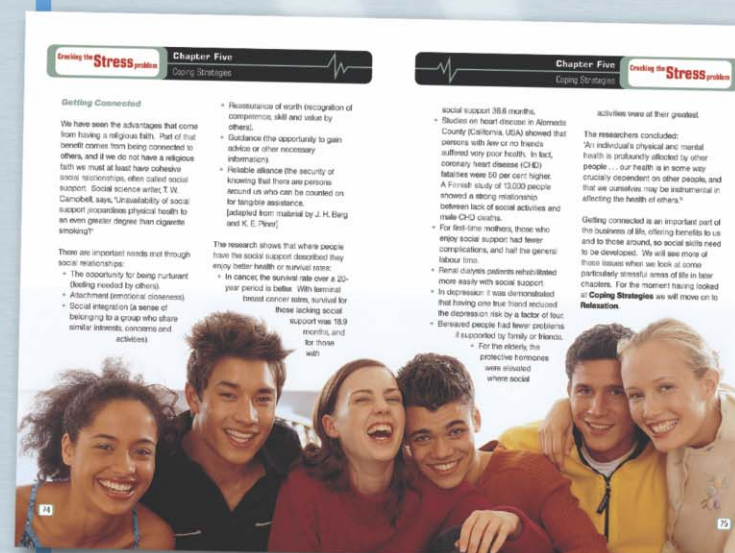 Cracking the Stress problem
Chapter Five
Coping Strategies
Getting Connected
We have seen the advantages that come
from having a religious faith. Part of that
benefit comes from being connected to
others, and if we do not have a religious
faith we must at least have cohesive
social relationships, often called social
support. Social science writer, T. W.
Campbell, says, "Unavailability of social
support jeopardises physical health to
an even greater degree than cigarette
smoking."
There are important needs met through
social relationships:
• The opportunity for being nurturant
(feeling needed by others).
• Attachment (emotional closeness).
• Social integration (a sense of
belonging to a group who share
similar interests, concerns and
activities).
• Reassurance of worth (recognition of
competence, skill and value by
others).
• Guidance (the opportunity to gain
advice or other necessary
information).
• Reliable alliance (the security of
knowing that there are persons
around us who can be counted on
for tangible assistance.
[adapted from material by J. H. Berg
and K. E. Piner]
The research shows that where people
have the social support described they
enjoy better health or survival rates:
• In cancer, the survival rate over a 20-
year period is better. With terminal
breast cancer rates, survival for
those lacking social
support was 18.9
months, and
for those
with
74
Chapter Five
Coping Strategies
Cracking the Stress problem
social support 36.6 months.
• Studies on heart disease in Alameda
County (California, USA) showed that
persons with few or no friends
suffered very poor health. In fact,
coronary heart disease (CHD)
fatalities were 50 per cent higher.
A Finnish study of 13,000 people
showed a strong relationship
between lack of social activities and
male CHD deaths.
• For first-time mothers, those who
enjoy social support had fewer
complications, and half the general
labour time.
• Renal dialysis patients rehabilitated
more easily with social support.
• In depression it was demonstrated
that having one true friend reduced
the depression risk by a factor of four.
• Bereaved people had fewer problems
if supported by family or friends.
• For the elderly, the
protective hormones
were elevated
where social
activities were at their greatest.
The researchers concluded:
'An individual's physical and mental
health is profoundly affected by other
people . . . our health is in some way
crucially dependent on other people, and
that we ourselves may be instrumental in
affecting the health of others.'
Getting connected is an important part of
the business of life, offering benefits to us
and to those around, so social skills need
to be developed. We will see more of
those issues when we look at some
particularly stressful areas of life in later
chapters. For the moment having looked
at Coping Strategies we will move on to
Relaxation.
75